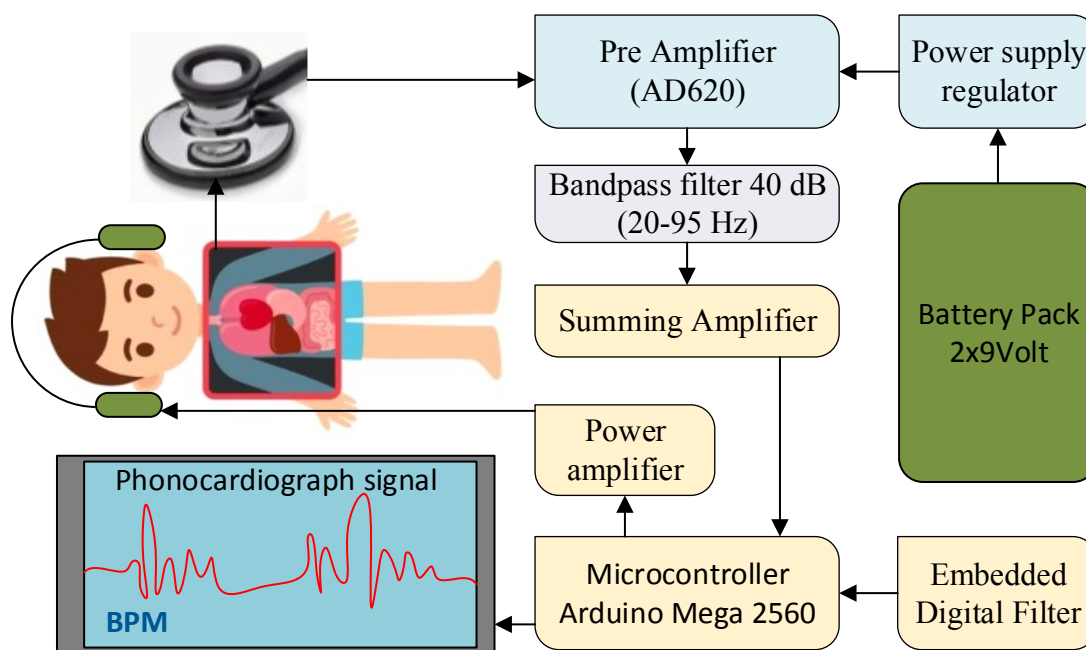 Pre Amplifier
(AD620)
Power supply
regulator
Bandpass filter 40 dB
(20-95 Hz)
Summing Amplifier
Battery Pack
2x9Volt
Power
amplifier
Phonocardiograph signal
BPM
Microcontroller
Arduino Mega 2560
Embedded
Digital Filter